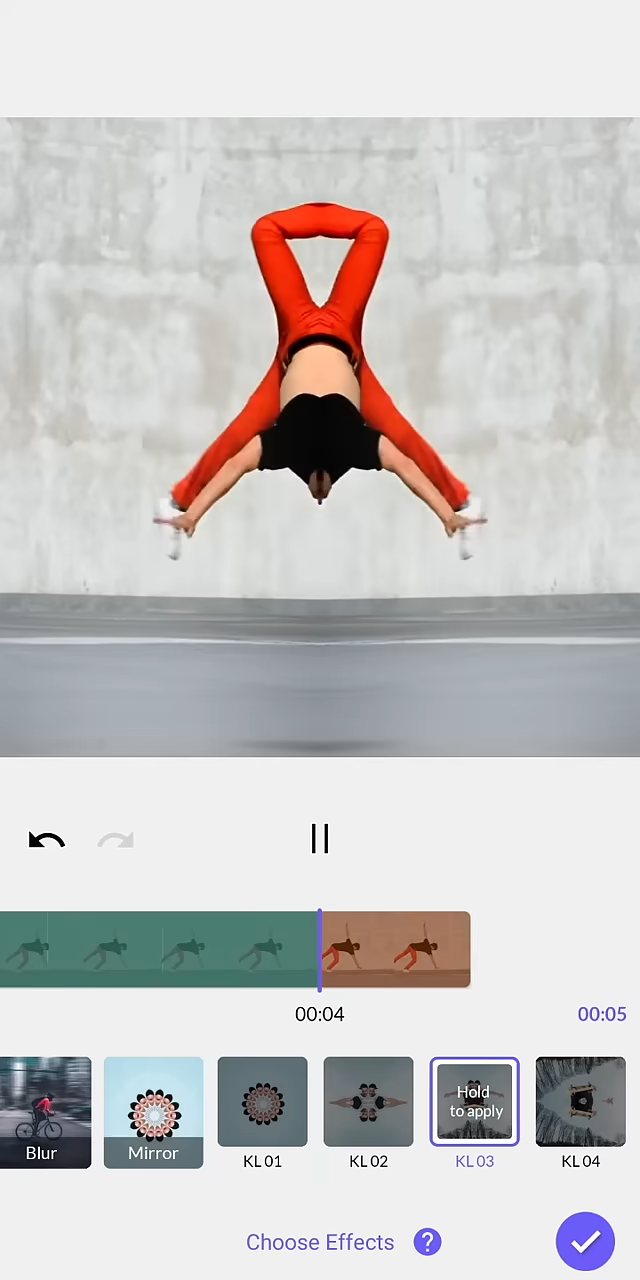 00:04
00:05
Blur
Mirror
KL 01
KL 02
Hold
to apply
KL 03
KL 04
Choose Effects
?